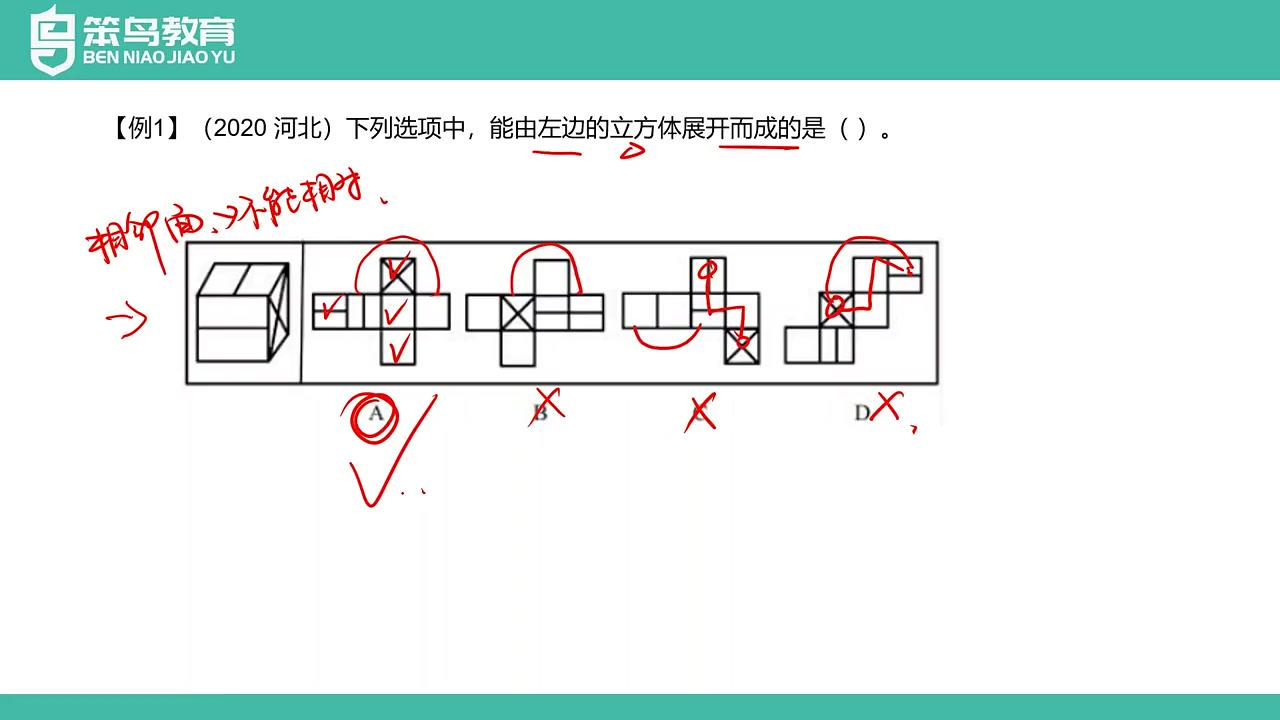 笨鸟教育
BEN NIAO JIAO YU
【例1】（2020 河北）下列选项中，能由左边的立方体展开而成的是（ ）。
相邻面→不能相对、
A
B
C
D